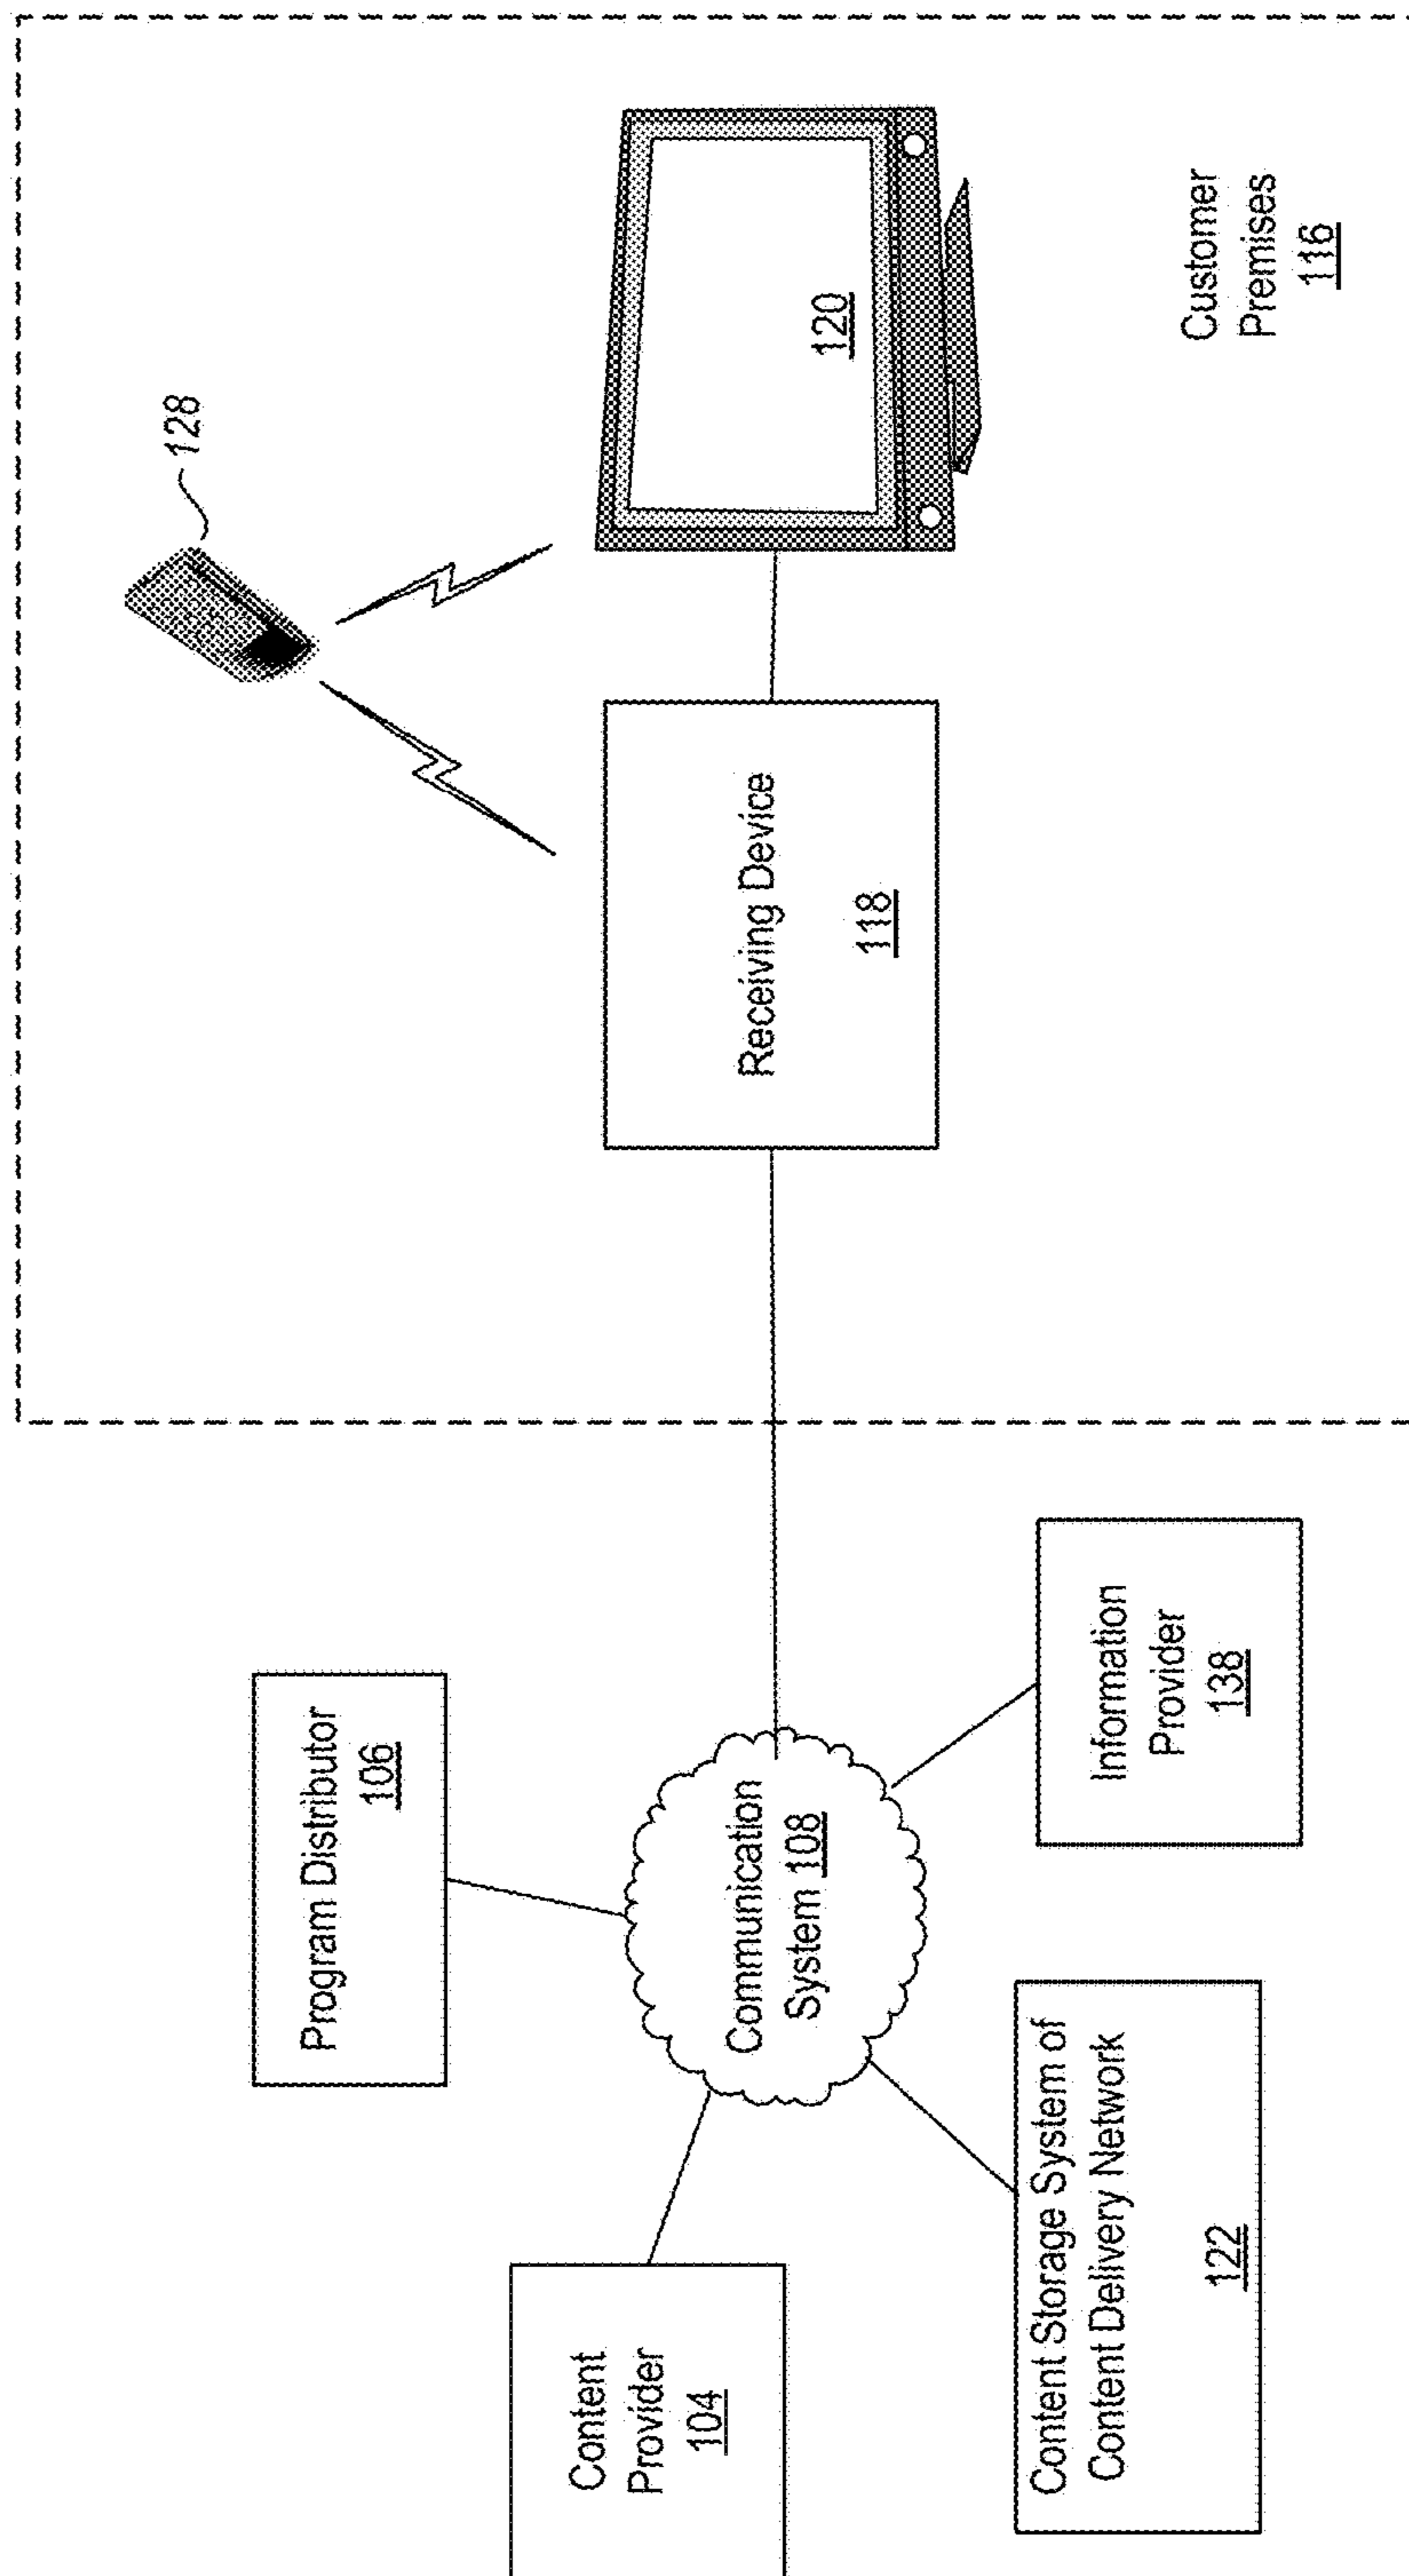 Content
Provider
104
Program Distributor
106
Communication
System 108
Content Storage System of
Content Delivery Network
122
Information
Provider
138
Receiving Device
118
128
120
Customer
Premises
116